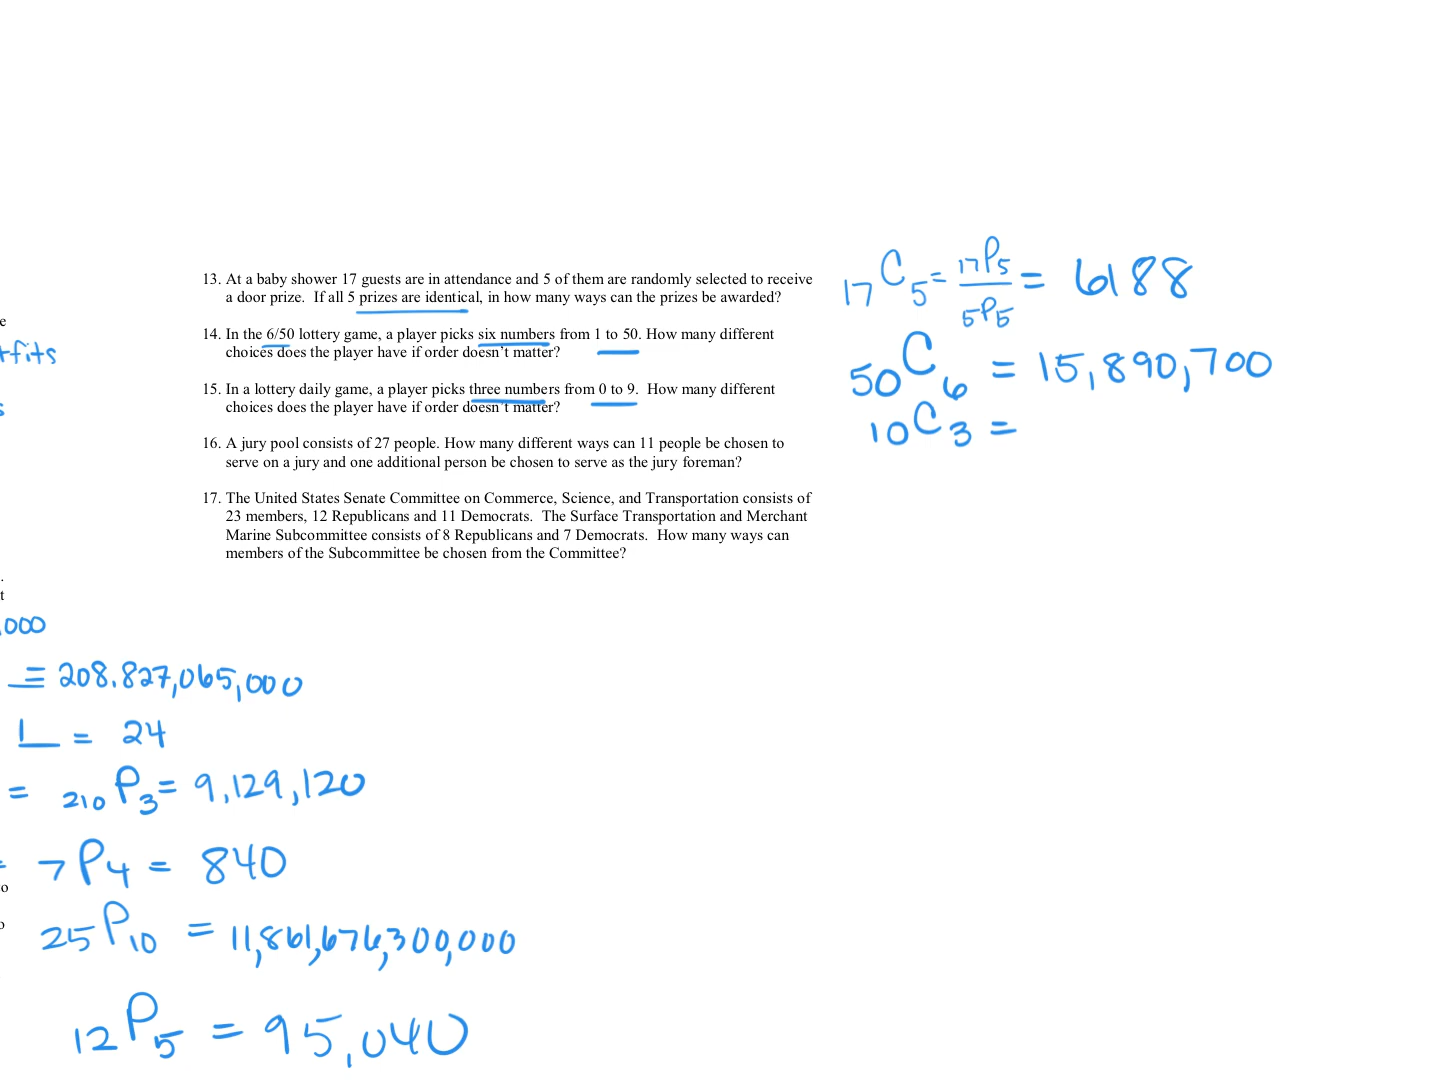 13. At a baby shower 17 guests are in attendance and 5 of them are randomly selected to receive
a door prize. If all 5 prizes are identical, in how many ways can the prizes be awarded?
17C5 = 17P5 / 5P5 = 6188
14. In the 6/50 lottery game, a player picks six numbers from 1 to 50. How many different
choices does the player have if order doesn't matter?
50C6 = 15,890,700
15. In a lottery daily game, a player picks three numbers from 0 to 9. How many different
choices does the player have if order doesn't matter?
10C3 =
16. A jury pool consists of 27 people. How many different ways can 11 people be chosen to
serve on a jury and one additional person be chosen to serve as the jury foreman?
17. The United States Senate Committee on Commerce, Science, and Transportation consists of
23 members, 12 Republicans and 11 Democrats. The Surface Transportation and Merchant
Marine Subcommittee consists of 8 Republicans and 7 Democrats. How many ways can
members of the Subcommittee be chosen from the Committee?
e
fits
s
.
t
,000
= 208.827,065,000
1 = 24
= 210P3 = 9,129,120
= 7P4 = 840
o
25P10 = 11,861,676,300,000
12P5 = 95,040